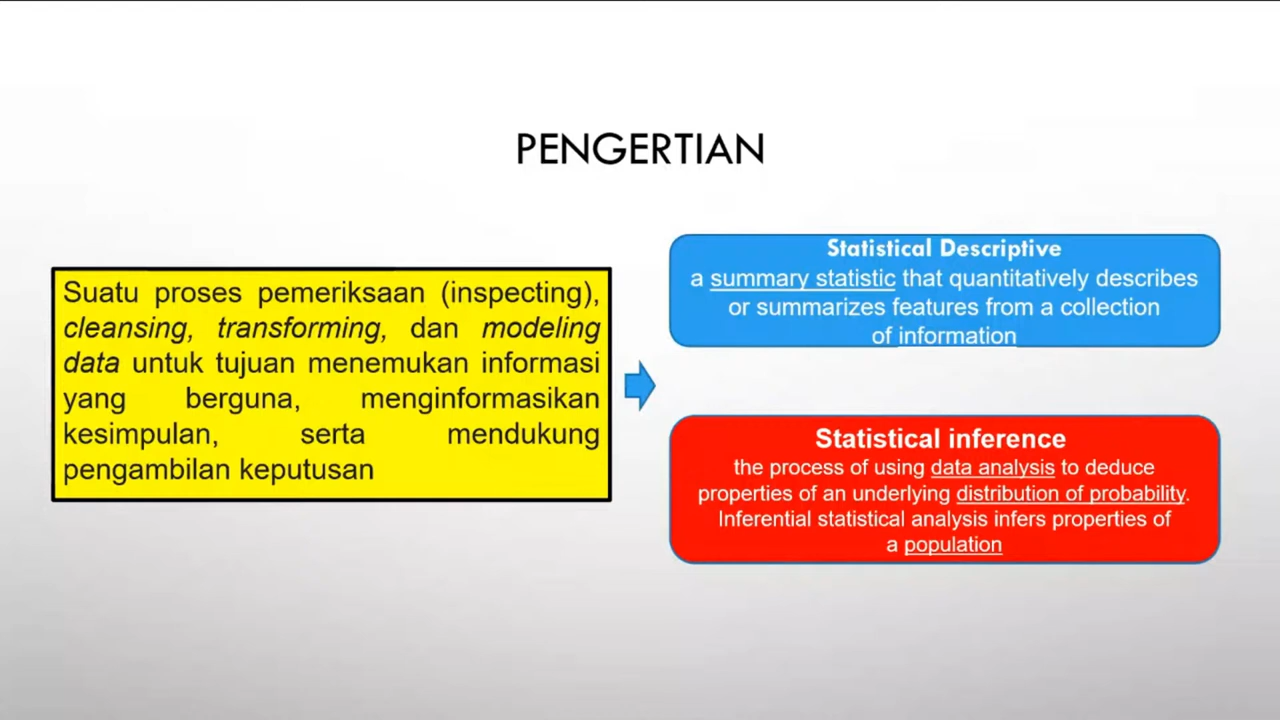 PENGERTIAN
Suatu proses pemeriksaan (inspecting),
cleansing, transforming, dan modeling
data untuk tujuan menemukan informasi
yang berguna, menginformasikan
kesimpulan, serta mendukung
pengambilan keputusan
Statistical Descriptive
a summary statistic that quantitatively describes
or summarizes features from a collection
of information
Statistical inference
the process of using data analysis to deduce
properties of an underlying distribution of probability.
Inferential statistical analysis infers properties of
a population